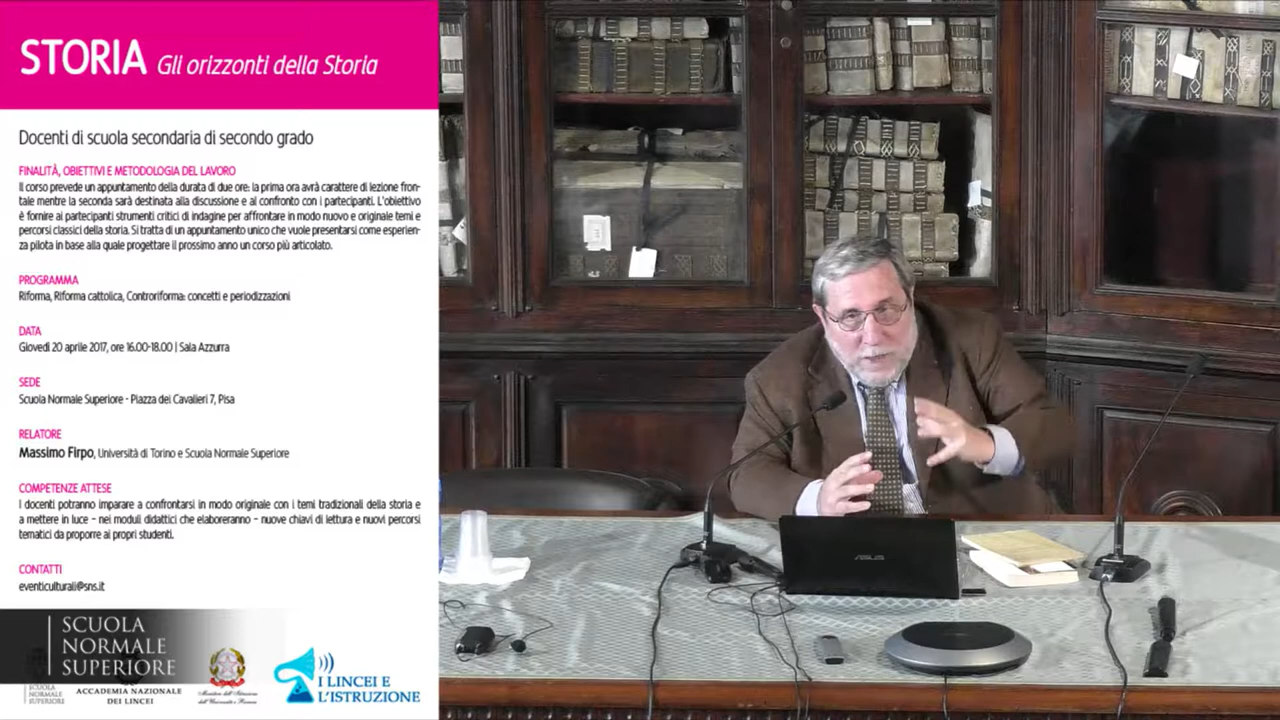 STORIA Gli orizzonti della Storia
Docenti di scuola secondaria di secondo grado
FINALITÀ, OBIETTIVI E METODOLOGIA DEL LAVORO
Il corso prevede un appuntamento della durata di due ore: la prima ora avrà carattere di lezione fron-
tale mentre la seconda sarà destinata alla discussione e al confronto con i partecipanti. L'obiettivo
è fornire ai partecipanti strumenti critici di indagine per affrontare in modo nuovo e originale temi e
percorsi classici della storia. Si tratta di un appuntamento unico che vuole presentarsi come esperien-
za pilota in base alla quale progettare il prossimo anno un corso più articolato.
PROGRAMMA
Riforma, Riforma cattolica, Controriforma: concetti e periodizzazioni
DATA
Giovedì 20 aprile 2017, ore 16.00-18.00 | Sala Azzurra
SEDE
Scuola Normale Superiore - Piazza dei Cavalieri 7, Pisa
RELATORE
Massimo Firpo, Università di Torino e Scuola Normale Superiore
COMPETENZE ATTESE
I docenti potranno imparare a confrontarsi in modo originale con i temi tradizionali della storia e
a mettere in luce – nei moduli didattici che elaboreranno – nuove chiavi di lettura e nuovi percorsi
tematici da proporre ai propri studenti.
CONTATTI
eventiculturali@sns.it
SCUOLA
NORMALE
SUPERIORE
SCUOLA
NORMALE
SUPERIORE
ACCADEMIA NAZIONALE
DEI LINCEI
Ministero dell'Istruzione
dell'Università e Ricerca
I LINCEI E
L'ISTRUZIONE
ASUS